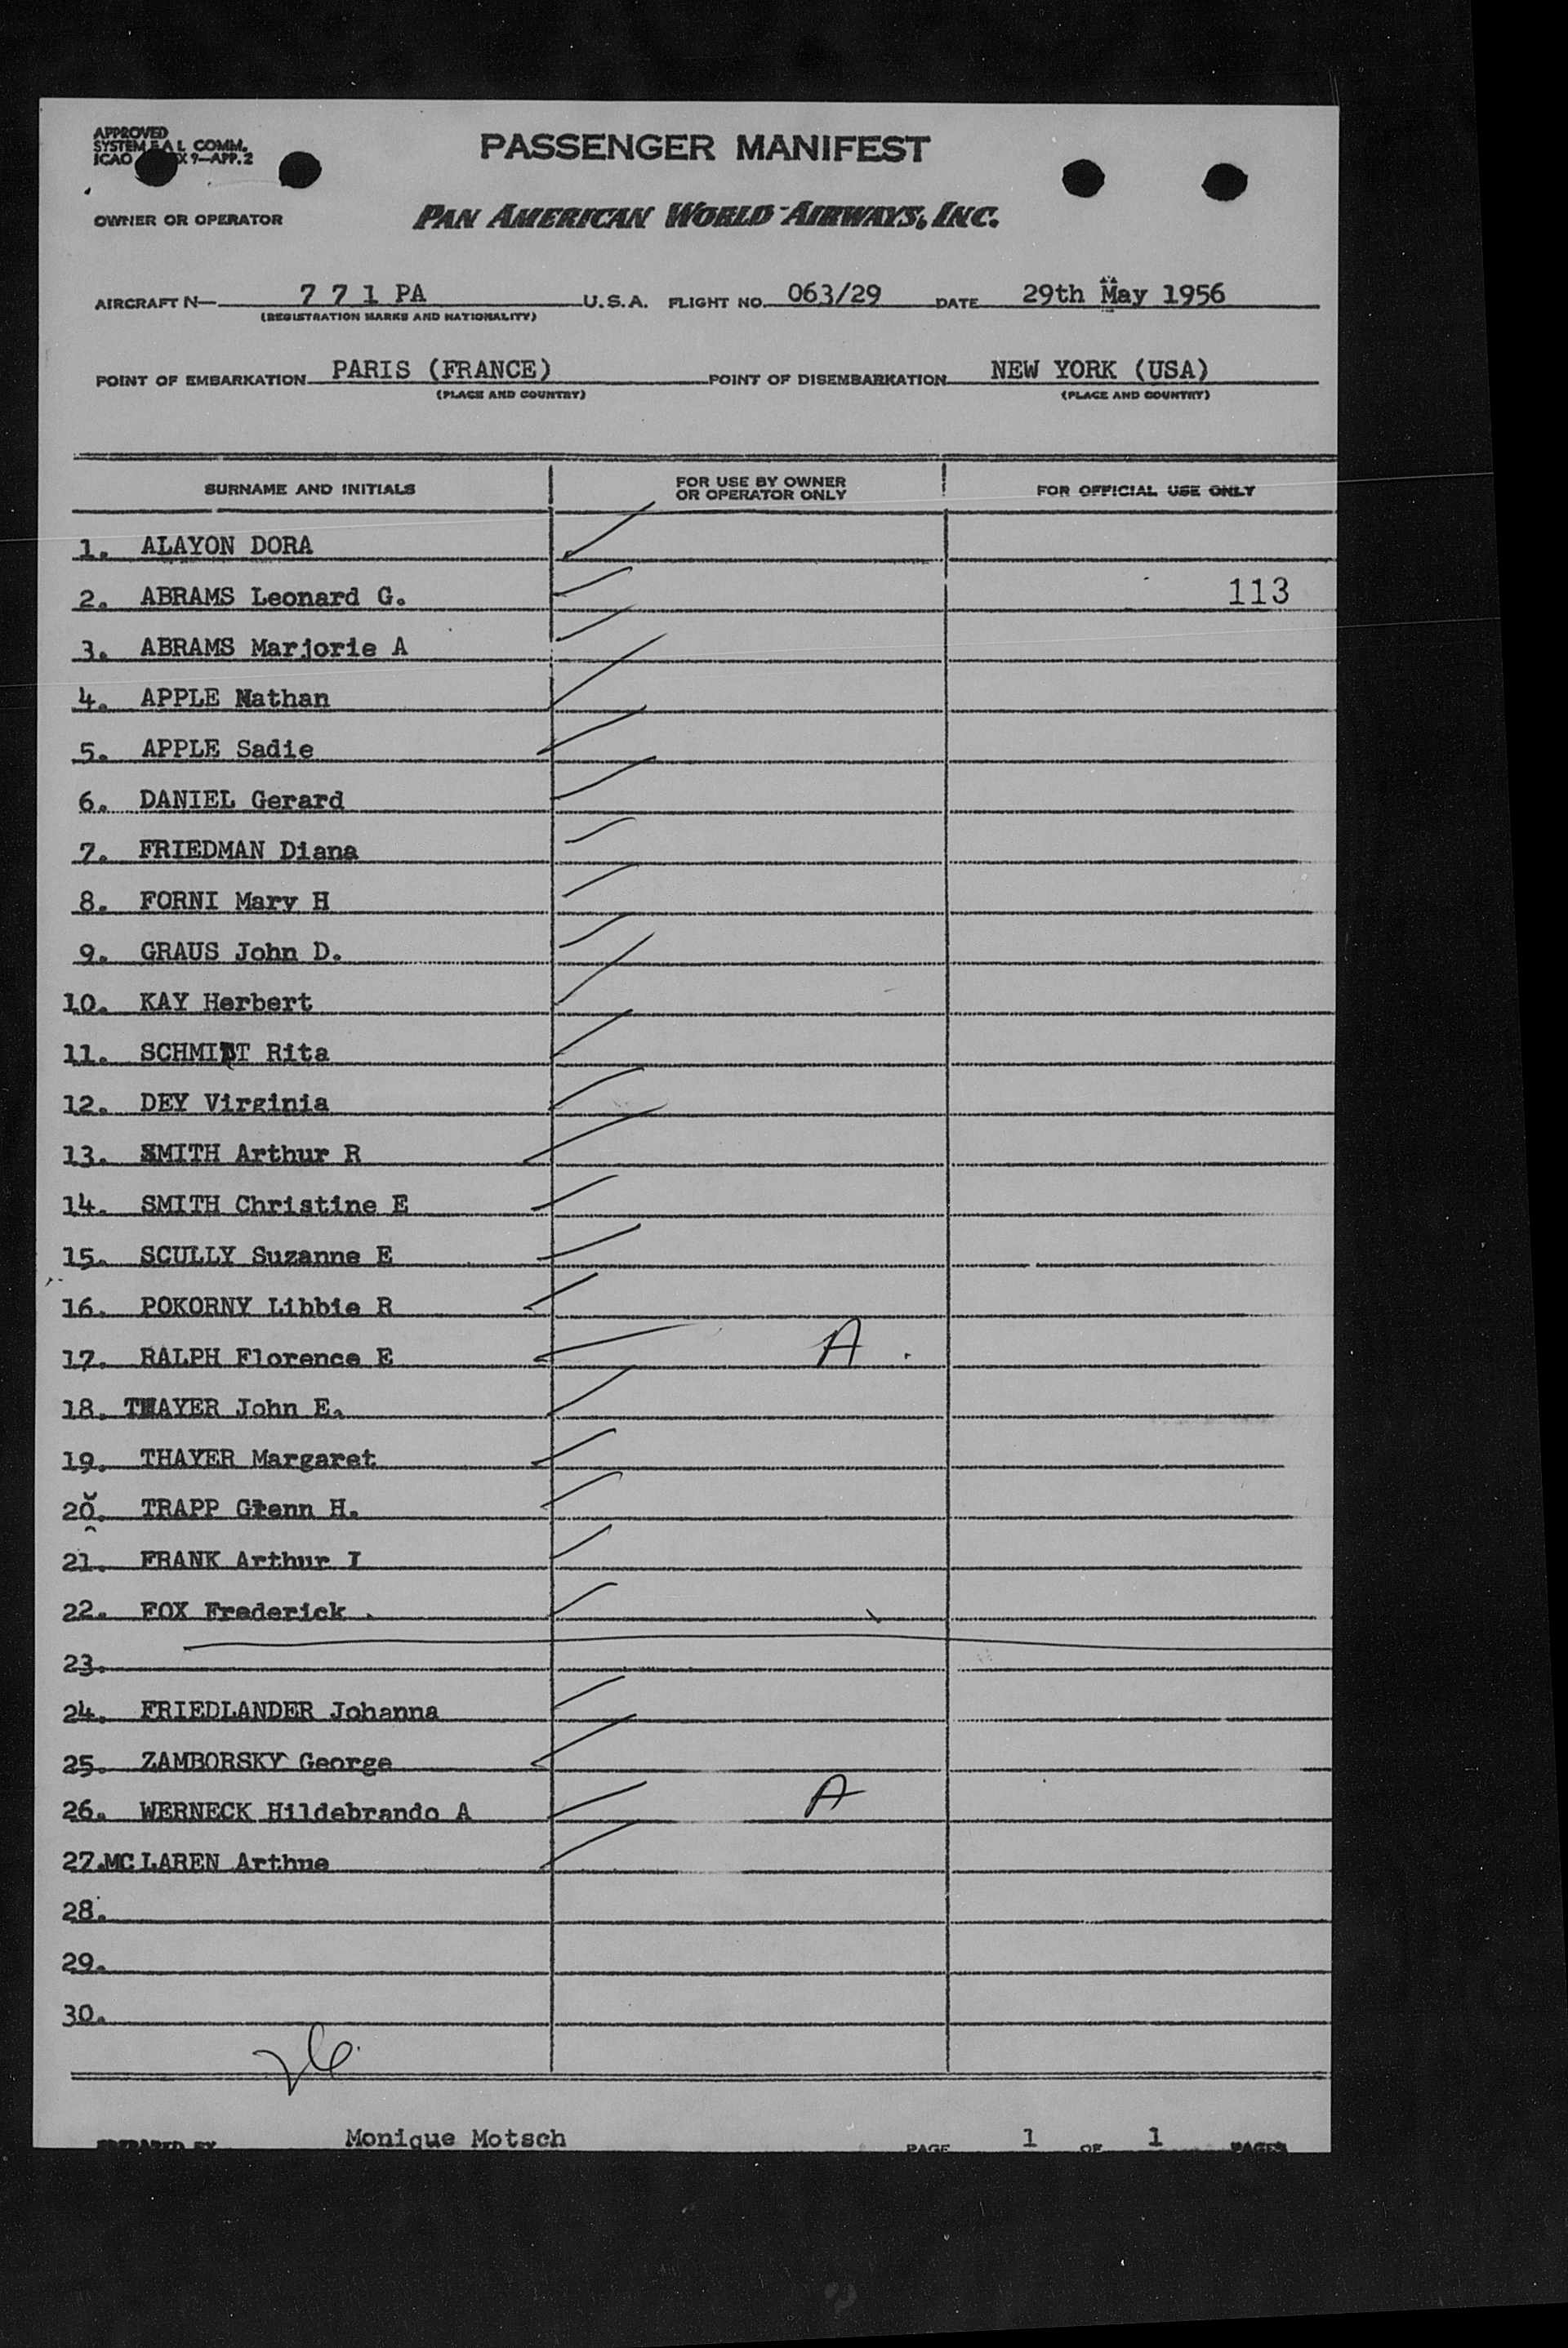 APPROVED
SYSTEM F.A.L. COMM.
ICAO X 9—APP. 2
PASSENGER MANIFEST
OWNER OR OPERATOR PAN AMERICAN WORLD AIRWAYS, INC.
AIRCRAFT N— 7 7 1 PA U.S.A. FLIGHT NO. 063/29 DATE 29th May 1956
(REGISTRATION MARKS AND NATIONALITY)
POINT OF EMBARKATION PARIS (FRANCE) POINT OF DISEMBARKATION NEW YORK (USA)
(PLACE AND COUNTRY) (PLACE AND COUNTRY)
SURNAME AND INITIALS FOR USE BY OWNER OR OPERATOR ONLY FOR OFFICIAL USE ONLY
1. ALAYON DORA
2. ABRAMS Leonard G. 113
3. ABRAMS Marjorie A
4. APPLE Nathan
5. APPLE Sadie
6. DANIEL Gerard
7. FRIEDMAN Diana
8. FORNI Mary H
9. GRAUS John D.
10. KAY Herbert
11. SCHMIDT Rita
12. DEY Virginia
13. SMITH Arthur R
14. SMITH Christine E
15. SCULLY Suzanne E
16. POKORNY Libbie R
17. RALPH Florence E A
18. THAYER John E.
19. THAYER Margaret
20. TRAPP Glenn H.
21. FRANK Arthur I
22. FOX Frederick
23.
24. FRIEDLANDER Johanna
25. ZAMBORSKY George
26. WERNECK Hildebrando A A
27. MC LAREN Arthue
28.
29.
30.
26
PREPARED BY Monique Motsch PAGE 1 OF 1 PAGES